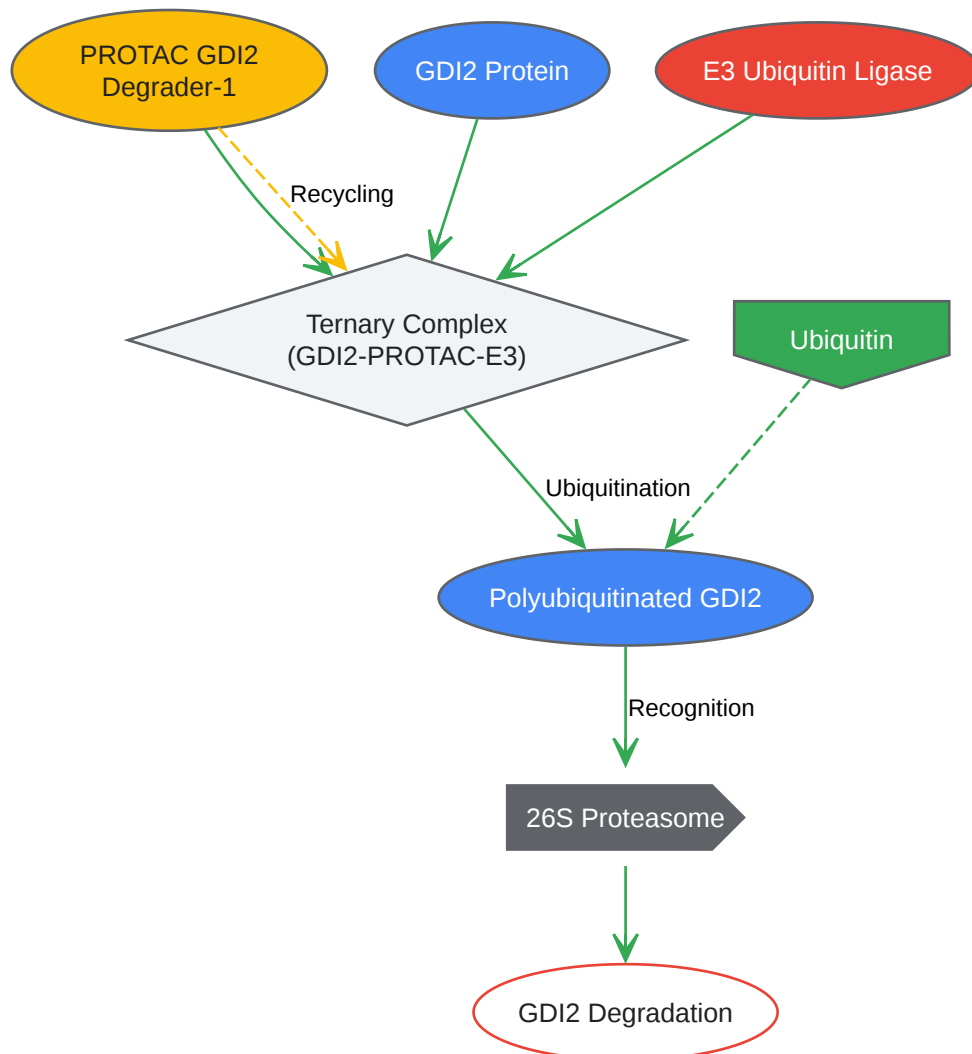 PROTAC GDI2
Degrader-1
GDI2 Protein
E3 Ubiquitin Ligase
Recycling
Ternary Complex
(GDI2-PROTAC-E3)
Ubiquitin
Ubiquitination
Polyubiquitinated GDI2
Recognition
26S Proteasome
GDI2 Degradation